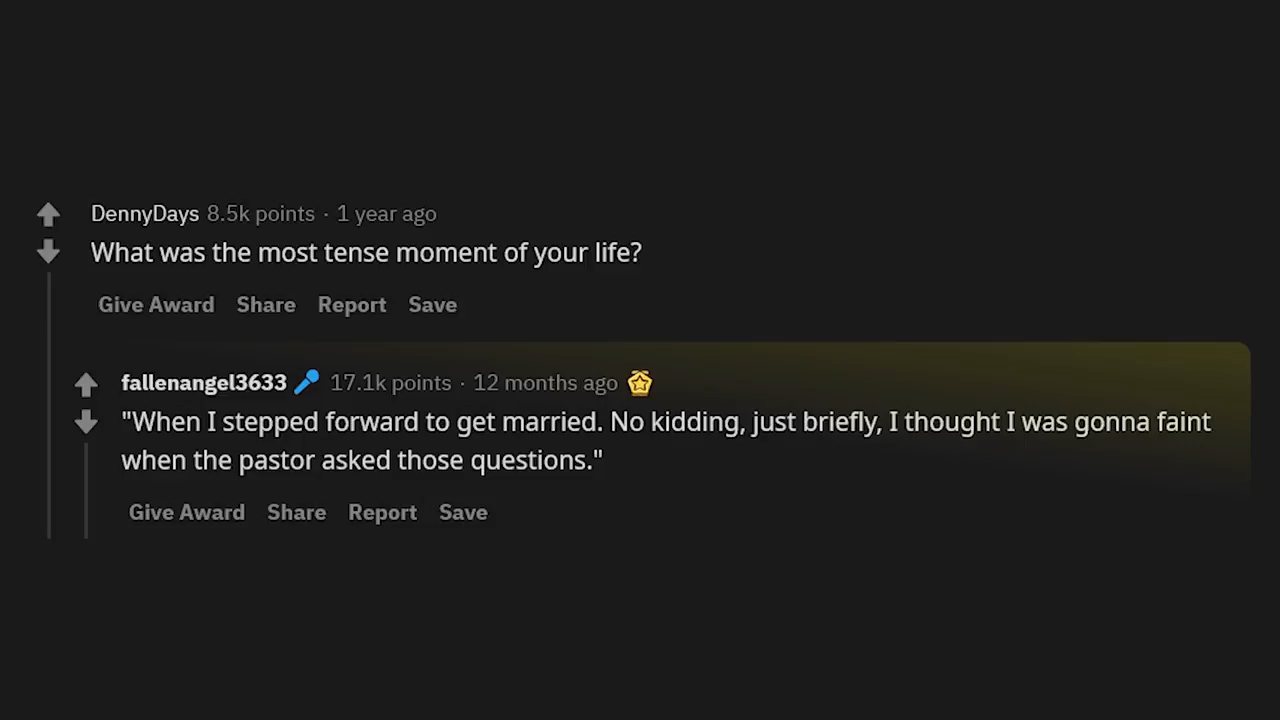 DennyDays 8.5k points · 1 year ago
What was the most tense moment of your life?
Give Award Share Report Save
fallenangel3633 17.1k points · 12 months ago
"When I stepped forward to get married. No kidding, just briefly, I thought I was gonna faint
when the pastor asked those questions."
Give Award Share Report Save